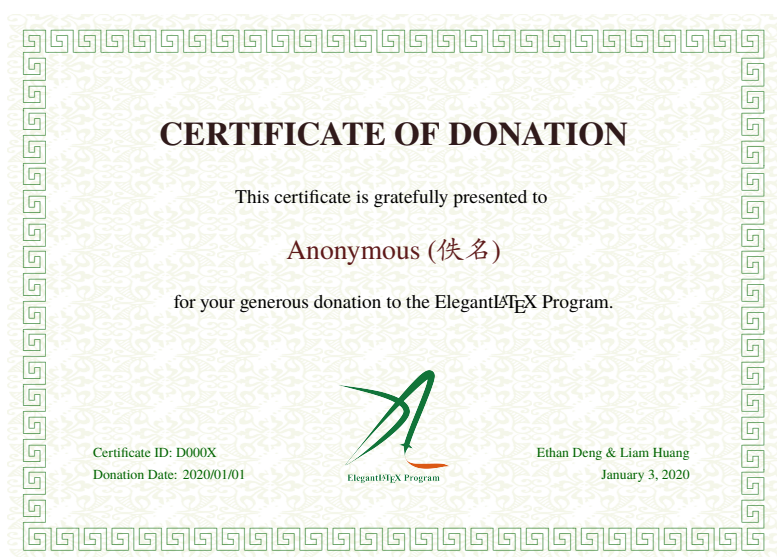 CERTIFICATE OF DONATION
This certificate is gratefully presented to
Anonymous (佚名)
for your generous donation to the ElegantLATEX Program.
Certificate ID: D000X
Donation Date: 2020/01/01
ElegantLATEX Program
Ethan Deng & Liam Huang
January 3, 2020